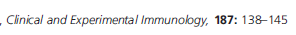 , Clinical and Experimental Immunology, 187: 138–145